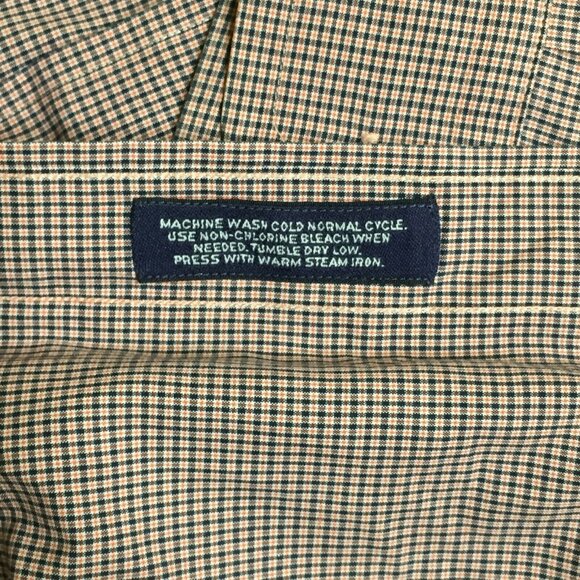 MACHINE WASH COLD NORMAL CYCLE.
USE NON-CHLORINE BLEACH WHEN
NEEDED. TUMBLE DRY LOW.
PRESS WITH WARM STEAM IRON.